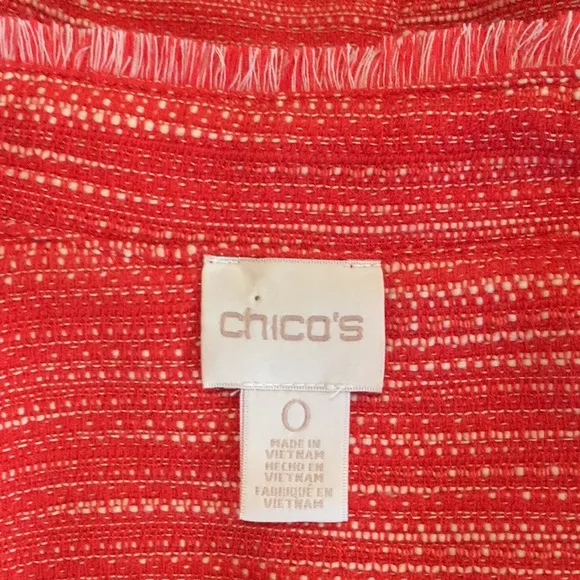 chico's
0
MADE IN
VIETNAM
HECHO EN
VIETNAM
FABRIQUÉ EN
VIETNAM